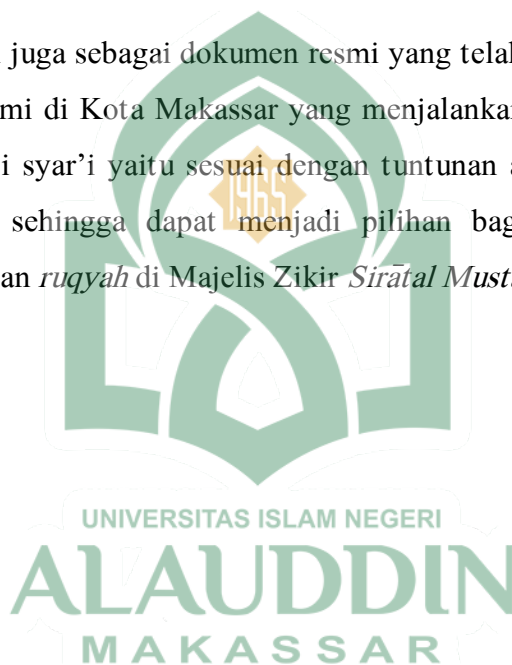 juga sebagai dokumen resmi yang telah
mi di Kota Makassar yang menjalankan
i syar’i yaitu sesuai dengan tuntunan a
sehingga dapat menjadi pilihan bag
an ruqyah di Majelis Zikir Sirātal Must
1965
UNIVERSITAS ISLAM NEGERI
ALAUDDIN
MAKASSAR